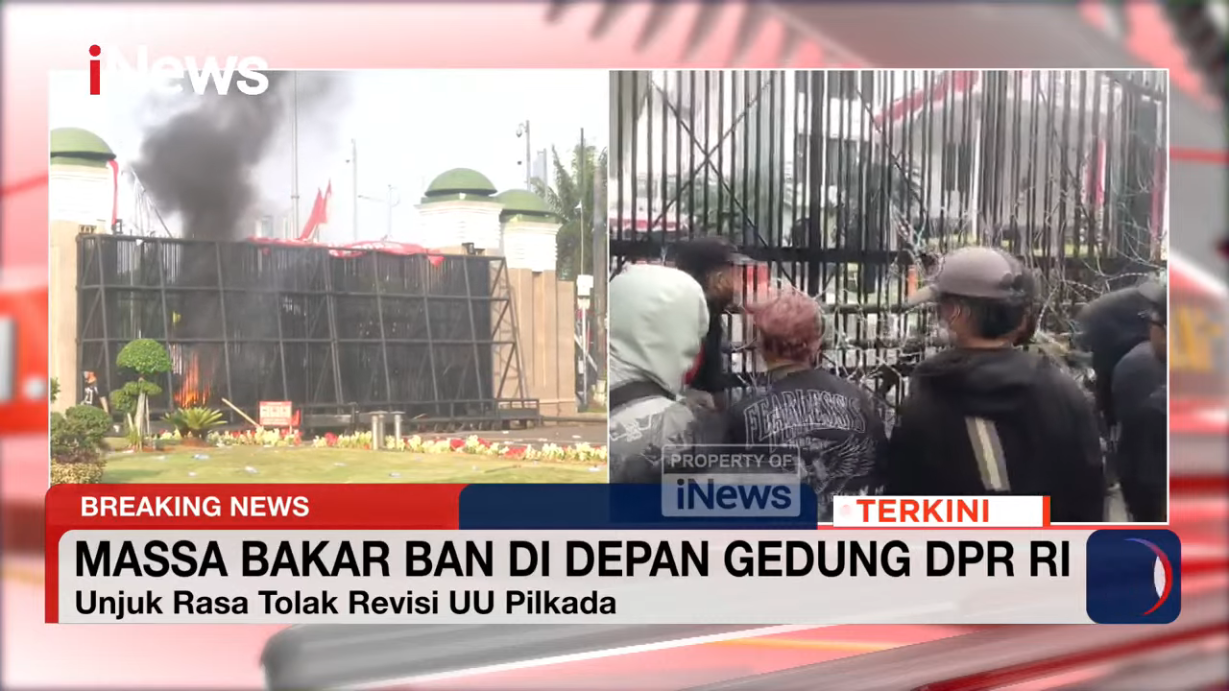 iNews
FEARLESS
PROPERTY OF
iNews
BREAKING NEWS
TERKINI
MASSA BAKAR BAN DI DEPAN GEDUNG DPR RI
Unjuk Rasa Tolak Revisi UU Pilkada